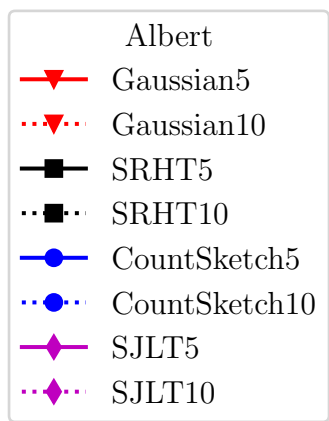 Albert
Gaussian5
Gaussian10
SRHT5
SRHT10
CountSketch5
CountSketch10
SJLT5
SJLT10